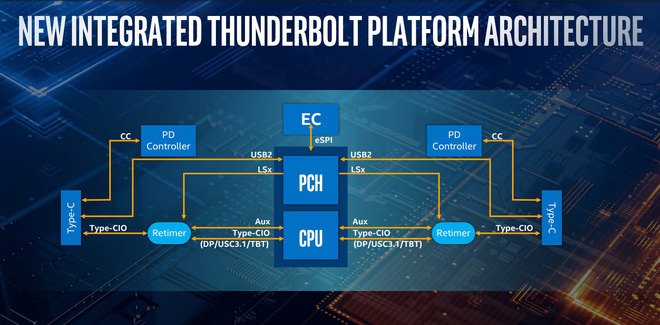 NEW INTEGRATED THUNDERBOLT PLATFORM ARCHITECTURE
EC
eSPI
CC
PD
Controller
PD
Controller
CC
USB2
USB2
LSx
LSx
PCH
Type-C
Type-C
Aux
Aux
Type-CIO
Retimer
Type-CIO
(DP/USC3.1/TBT)
CPU
Type-CIO
(DP/USC3.1/TBT)
Retimer
Type-CIO